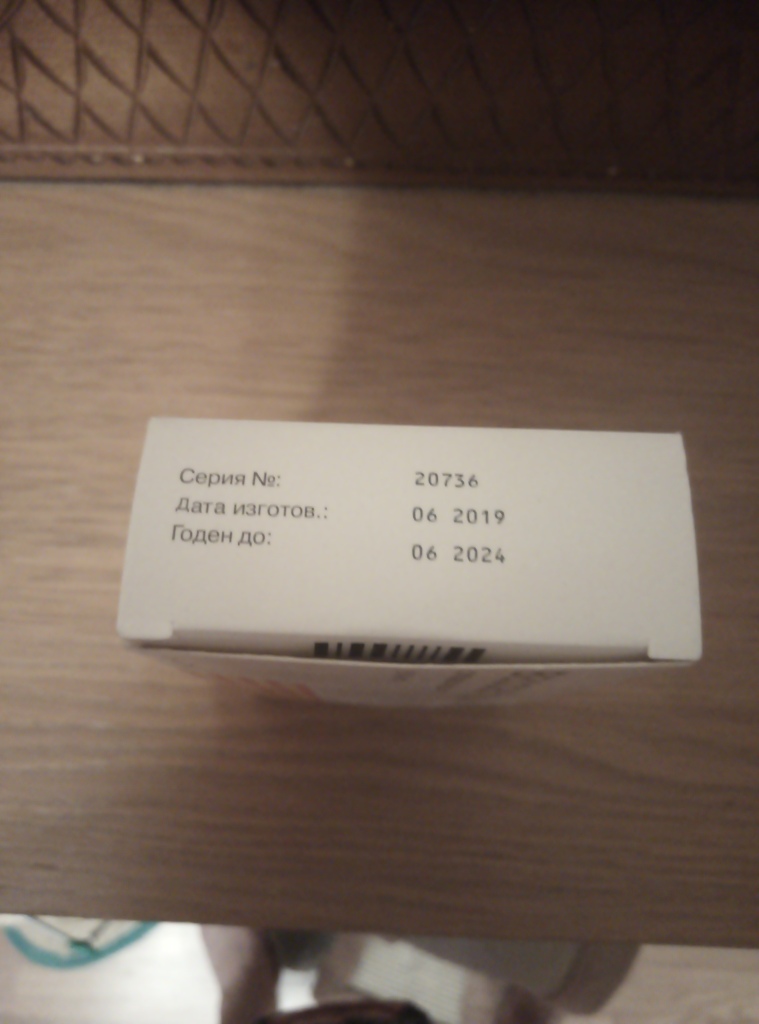 Серия №: 20736
Дата изготов.: 06 2019
Годен до: 06 2024